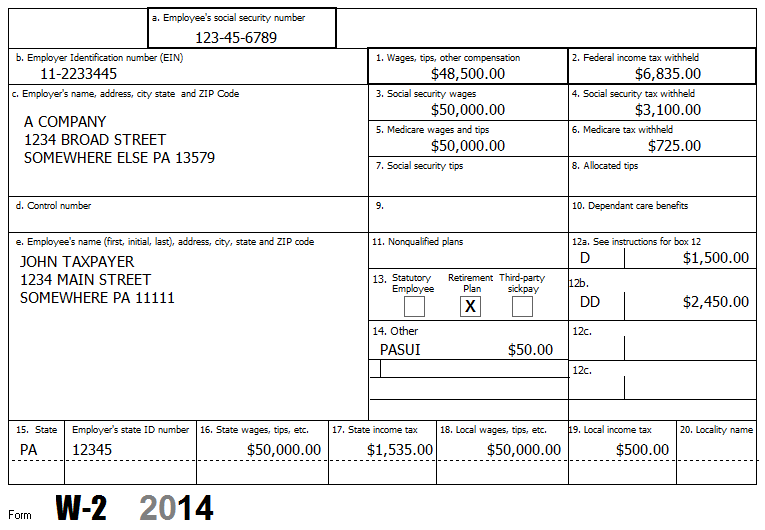 a. Employee's social security number
123-45-6789
b. Employer Identification number (EIN)
11-2233445
1. Wages, tips, other compensation
$48,500.00
2. Federal income tax withheld
$6,835.00
c. Employer's name, address, city state and ZIP Code
A COMPANY
1234 BROAD STREET
SOMEWHERE ELSE PA 13579
3. Social security wages
$50,000.00
4. Social security tax withheld
$3,100.00
5. Medicare wages and tips
$50,000.00
6. Medicare tax withheld
$725.00
7. Social security tips
8. Allocated tips
d. Control number
9.
10. Dependant care benefits
e. Employee's name (first, initial, last), address, city, state and ZIP code
JOHN TAXPAYER
1234 MAIN STREET
SOMEWHERE PA 11111
11. Nonqualified plans
12a. See instructions for box 12
D $1,500.00
13. Statutory Employee
Retirement Plan
Third-party sickpay
X
12b.
DD $2,450.00
14. Other
PASUI $50.00
12c.
12c.
15. State Employer's state ID number 16. State wages, tips, etc. 17. State income tax 18. Local wages, tips, etc. 19. Local income tax 20. Locality name
PA 12345 $50,000.00 $1,535.00 $50,000.00 $500.00
Form W-2 2014